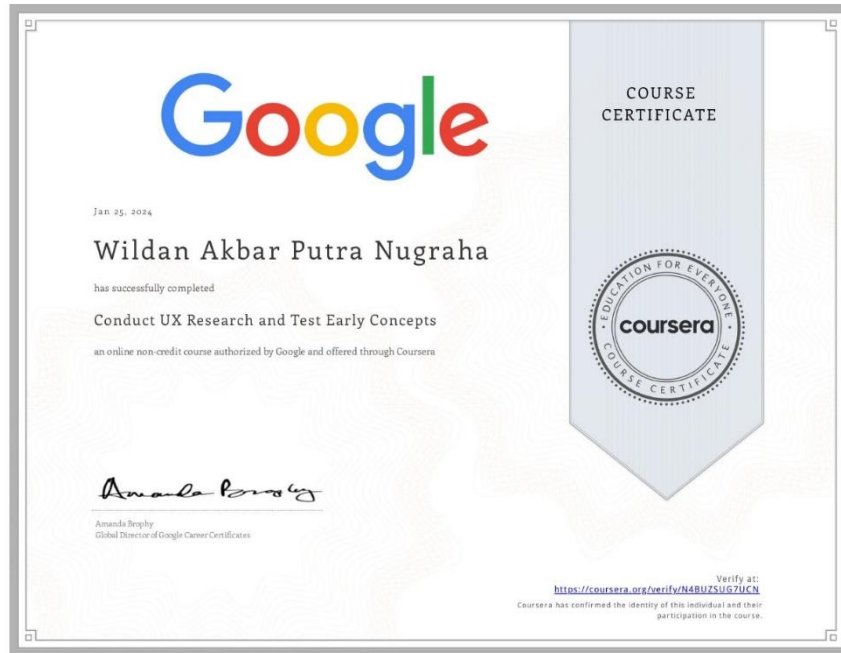 Google
COURSE
CERTIFICATE
Jan 25, 2024
Wildan Akbar Putra Nugraha
has successfully completed
Conduct UX Research and Test Early Concepts
an online non-credit course authorized by Google and offered through Coursera
EDUCATION FOR EVERYONE
coursera
COURSE CERTIFICATE
Amanda Brophy
Amanda Brophy
Global Director of Google Career Certificates
Verify at:
https://coursera.org/verify/N4BUZSUG7UCN
Coursera has confirmed the identity of this individual and their
participation in the course.